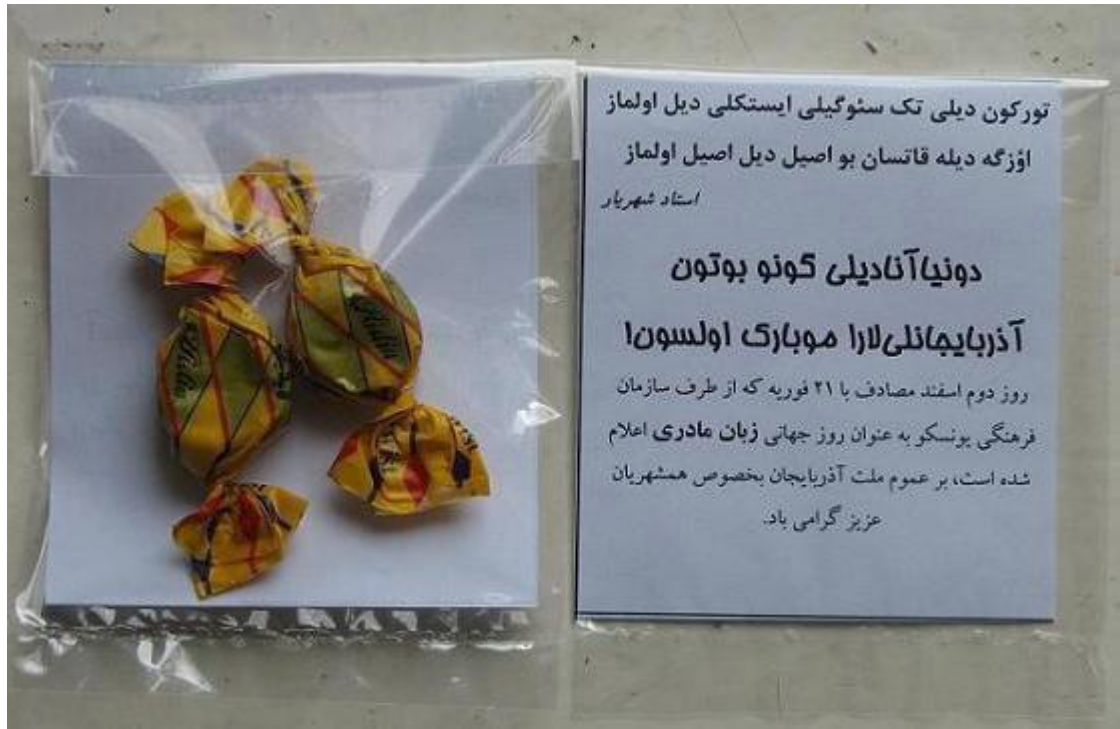 تورکون دیلی تک سئوگیلی ایستکلی دیل اولماز
اؤزگه دیله قاتسان بو اصیل دیل اصیل اولماز
استاد شهریار
دونیا آنادیلی گونو بوتون
آذربایجانلی‌لارا موبارک اولسون!
روز دوم اسفند مصادف با ۲۱ فوریه که از طرف سازمان
فرهنگی یونسکو به عنوان روز جهانی زبان مادری اعلام
شده است، بر عموم ملت آذربایجان بخصوص همشهریان
عزیز گرامی باد.